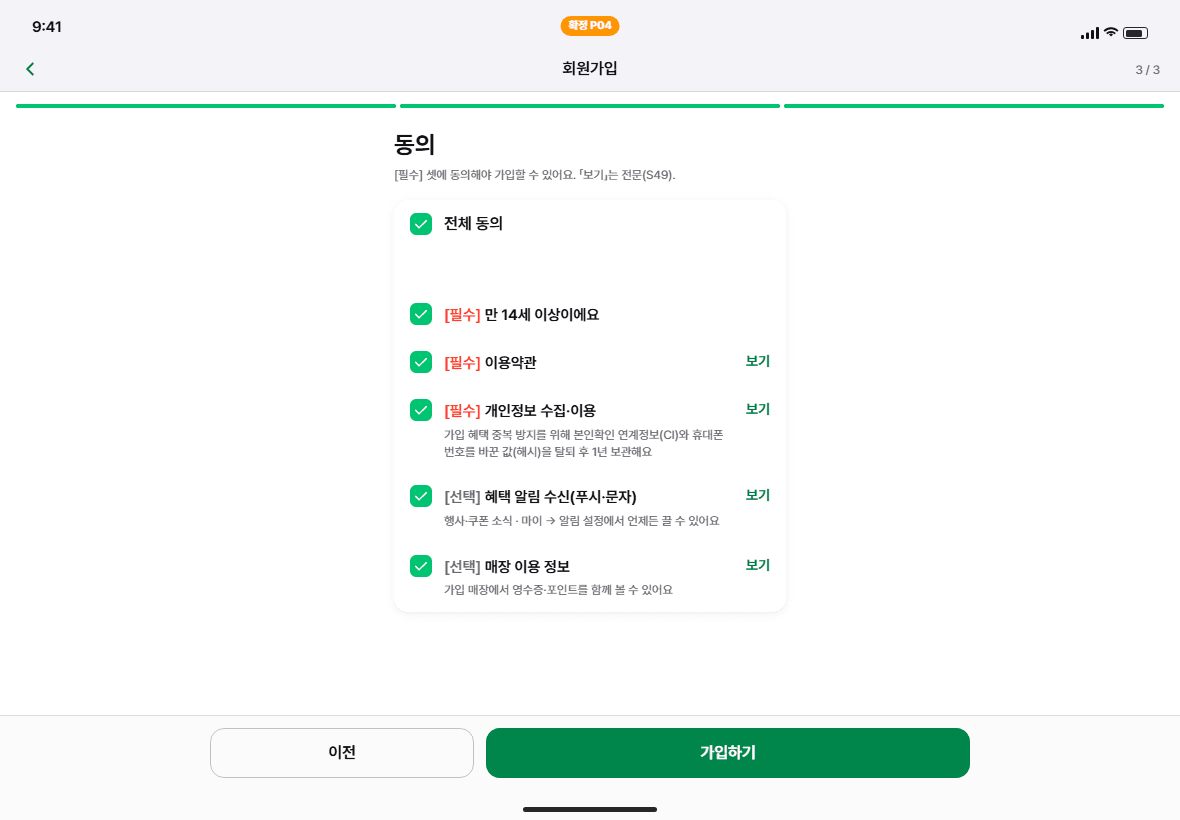 9:41
확정 P04
회원가입
3 / 3
동의
[필수] 셋에 동의해야 가입할 수 있어요. 「보기」는 전문(S49).
전체 동의
[필수] 만 14세 이상이에요
[필수] 이용약관 보기
[필수] 개인정보 수집·이용 보기
가입 혜택 중복 방지를 위해 본인확인 연계정보(CI)와 휴대폰
번호를 바꾼 값(해시)을 탈퇴 후 1년 보관해요
[선택] 혜택 알림 수신(푸시·문자) 보기
행사·쿠폰 소식 · 마이 → 알림 설정에서 언제든 끌 수 있어요
[선택] 매장 이용 정보 보기
가입 매장에서 영수증·포인트를 함께 볼 수 있어요
이전
가입하기